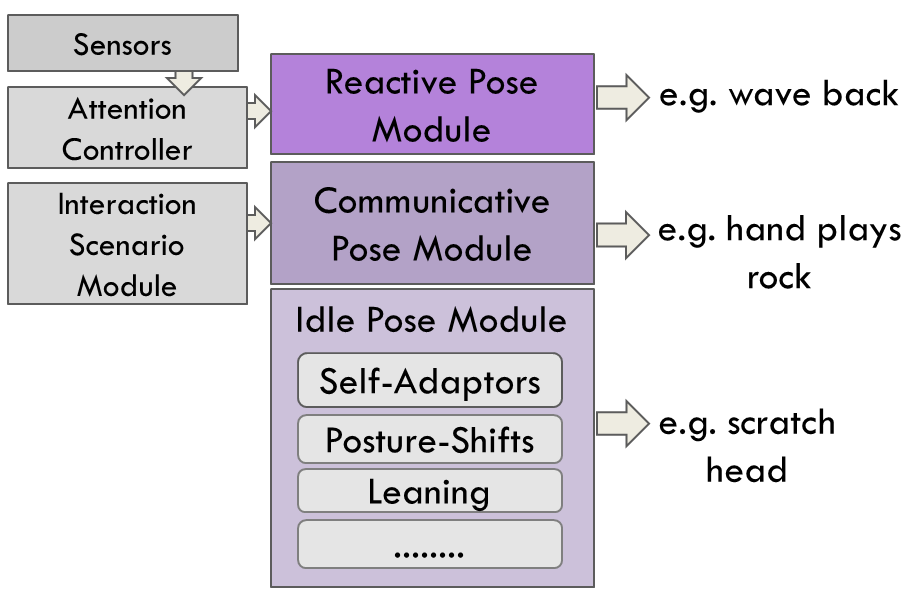 Sensors
Attention
Controller
Interaction
Scenario
Module
Reactive Pose
Module
Communicative
Pose Module
Idle Pose Module
Self-Adaptors
Posture-Shifts
Leaning
........
e.g. wave back
e.g. hand plays
rock
e.g. scratch
head